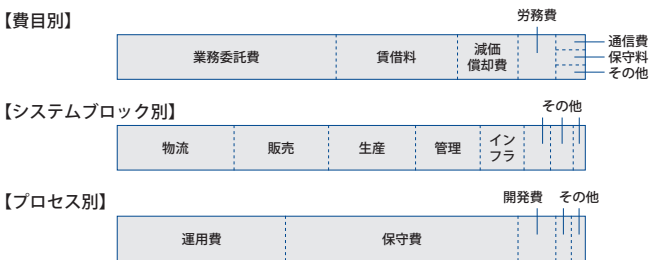 【費目別】
労務費
業務委託費
賃借料
減価
償却費
通信費
保守料
その他
【システムブロック別】
その他
物流
販売
生産
管理
イン
フラ
【プロセス別】
開発費
その他
運用費
保守費